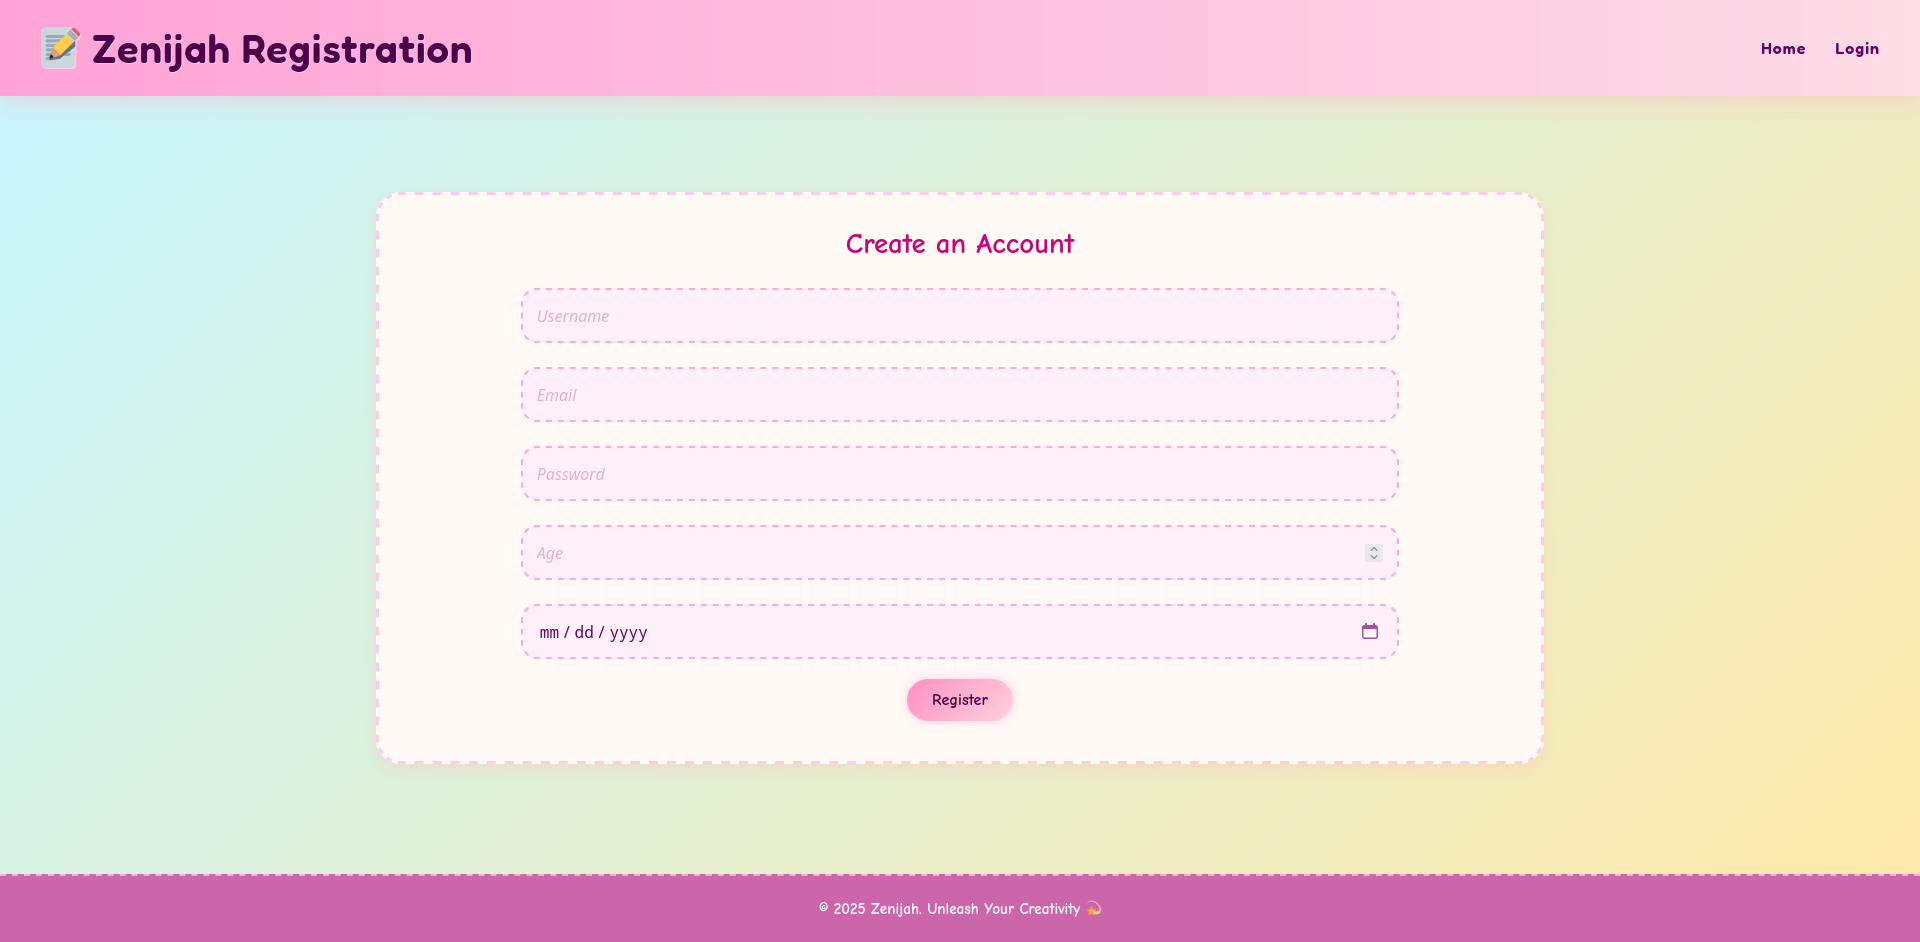 📝 Zenijah Registration
Home
Login
Create an Account
Username
Email
Password
Age
mm / dd / yyyy
Register
© 2025 Zenijah. Unleash Your Creativity 💫